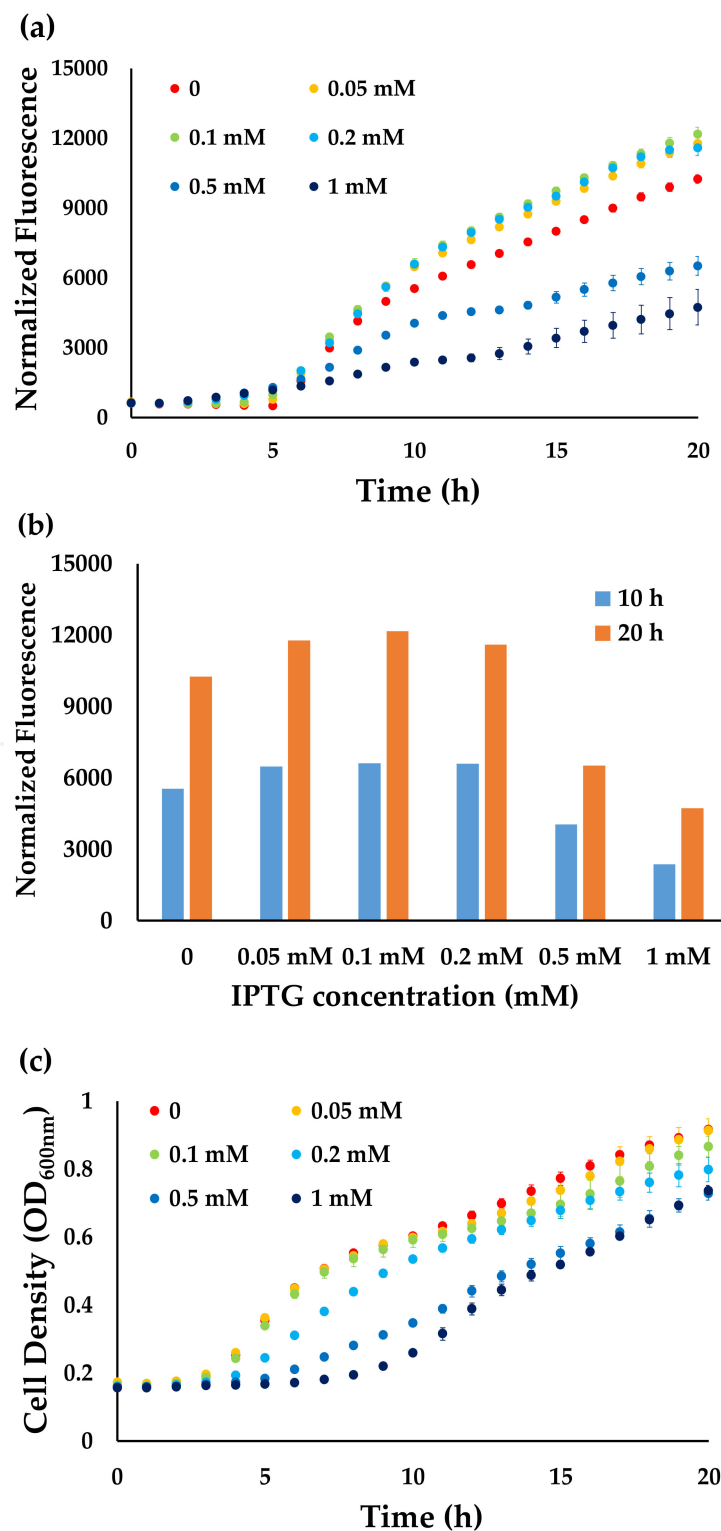 (a)
15000
0
0.05 mM
12000
0.1 mM
0.2 mM
9000
0.5 mM
1 mM
6000
3000
0
Normalized Fluorescence
0 5 10 15 20
Time (h)
(b)
15000
10 h
12000
20 h
9000
6000
3000
0
Normalized Fluorescence
0 0.05 mM 0.1 mM 0.2 mM 0.5 mM 1 mM
IPTG concentration (mM)
(c)
1
0
0.05 mM
0.8
0.1 mM
0.2 mM
0.5 mM
1 mM
0.6
0.4
0.2
0
Cell Density (OD600nm)
0 5 10 15 20
Time (h)